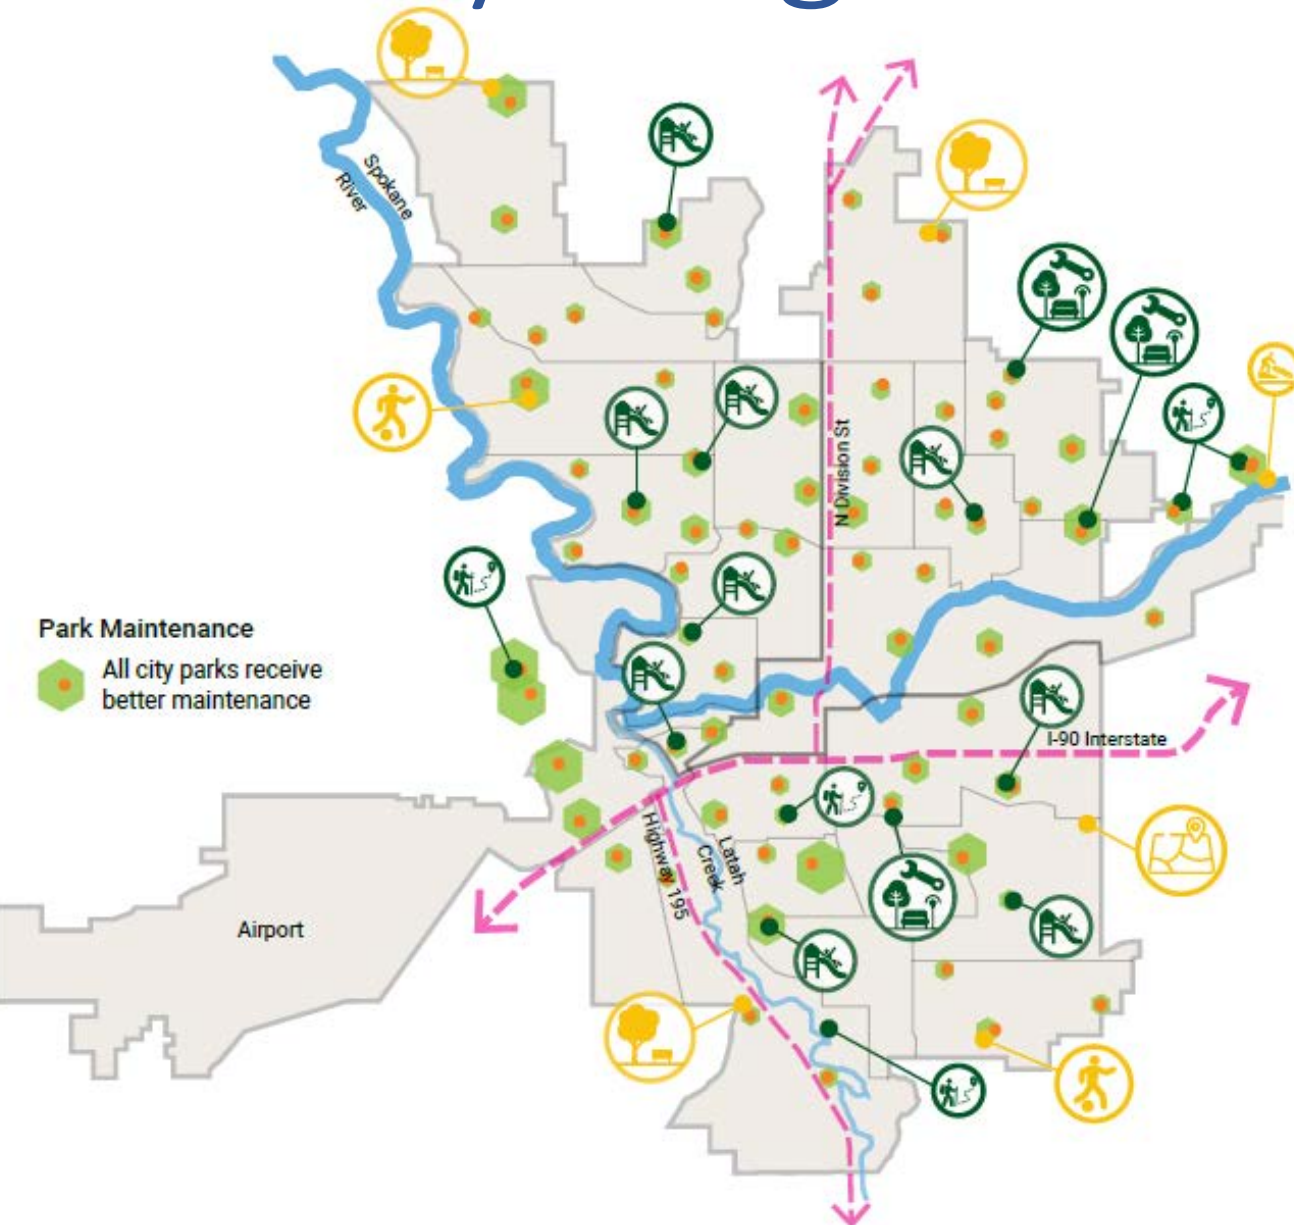 Spokane
River
N Division St
Park Maintenance
All city parks receive
better maintenance
I-90 Interstate
Highway 195
Latah
Creek
Airport